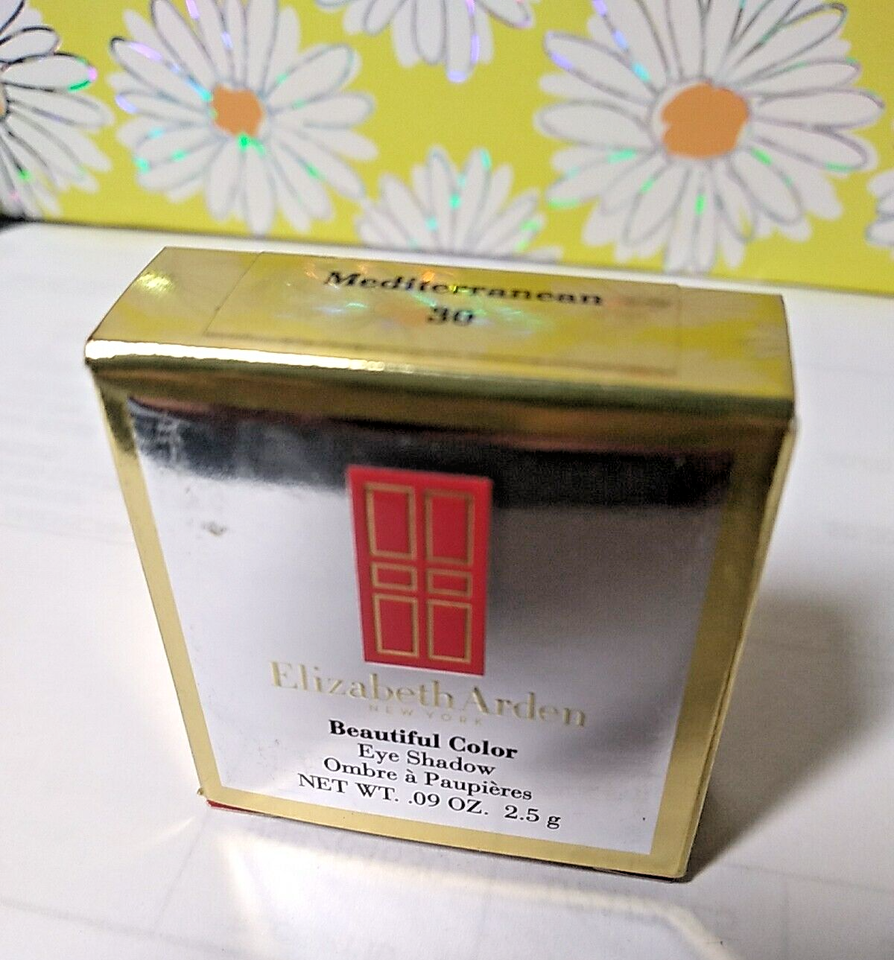 Mediterranean
30
Elizabeth Arden
NEW YORK
Beautiful Color
Eye Shadow
Ombre à Paupières
NET WT. .09 OZ. 2.5 g